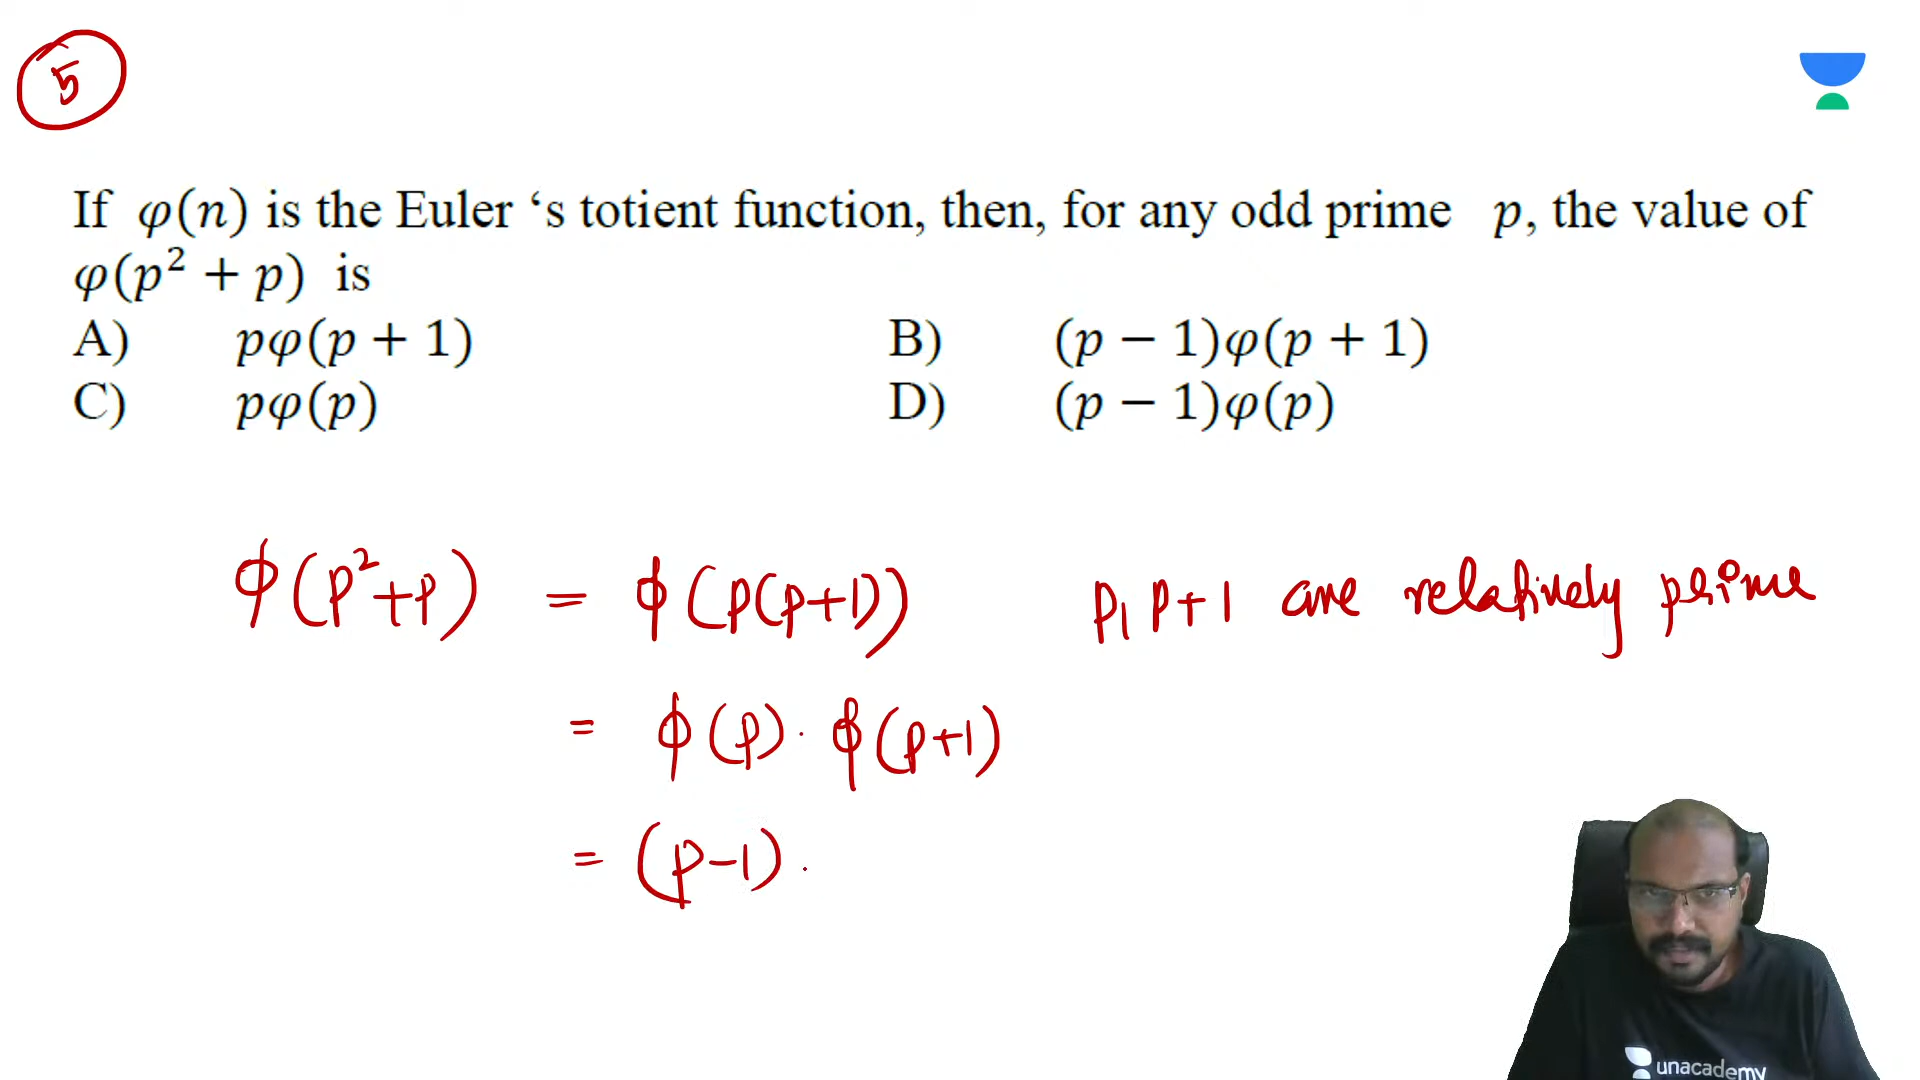 5
If φ(n) is the Euler ‘s totient function, then, for any odd prime p, the value of
φ(p² + p) is
A) pφ(p + 1) B) (p − 1)φ(p + 1)
C) pφ(p) D) (p − 1)φ(p)
ϕ(p²+p) = ϕ(p(p+1)) p, p+1 are relatively prime
= ϕ(p) · ϕ(p+1)
= (p-1) ·
unacademy